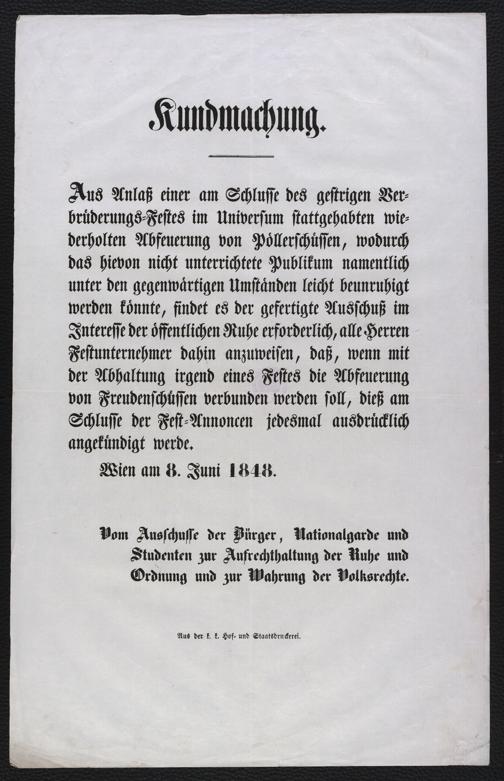 Kundmachung.
Aus Anlaß einer am Schlusse des gestrigen Ver-
brüderungs-Festes im Universum stattgehabten wie-
derholten Abfeuerung von Pöllerschüssen, wodurch
das hievon nicht unterrichtete Publikum namentlich
unter den gegenwärtigen Umständen leicht beunruhigt
werden könnte, findet es der gefertigte Ausschuß im
Interesse der öffentlichen Ruhe erforderlich, alle Herren
Festunternehmer dahin anzuweisen, daß, wenn mit
der Abhaltung irgend eines Festes die Abfeuerung
von Freudenschüssen verbunden werden soll, dieß am
Schlusse der Fest-Annoncen jedesmal ausdrücklich
angekündigt werde.
Wien am 8. Juni 1848.
Vom Ausschusse der Bürger, Nationalgarde und
Studenten zur Aufrechthaltung der Ruhe und
Ordnung und zur Wahrung der Volksrechte.
Aus der k. k. Hof- und Staatsdruckerei.